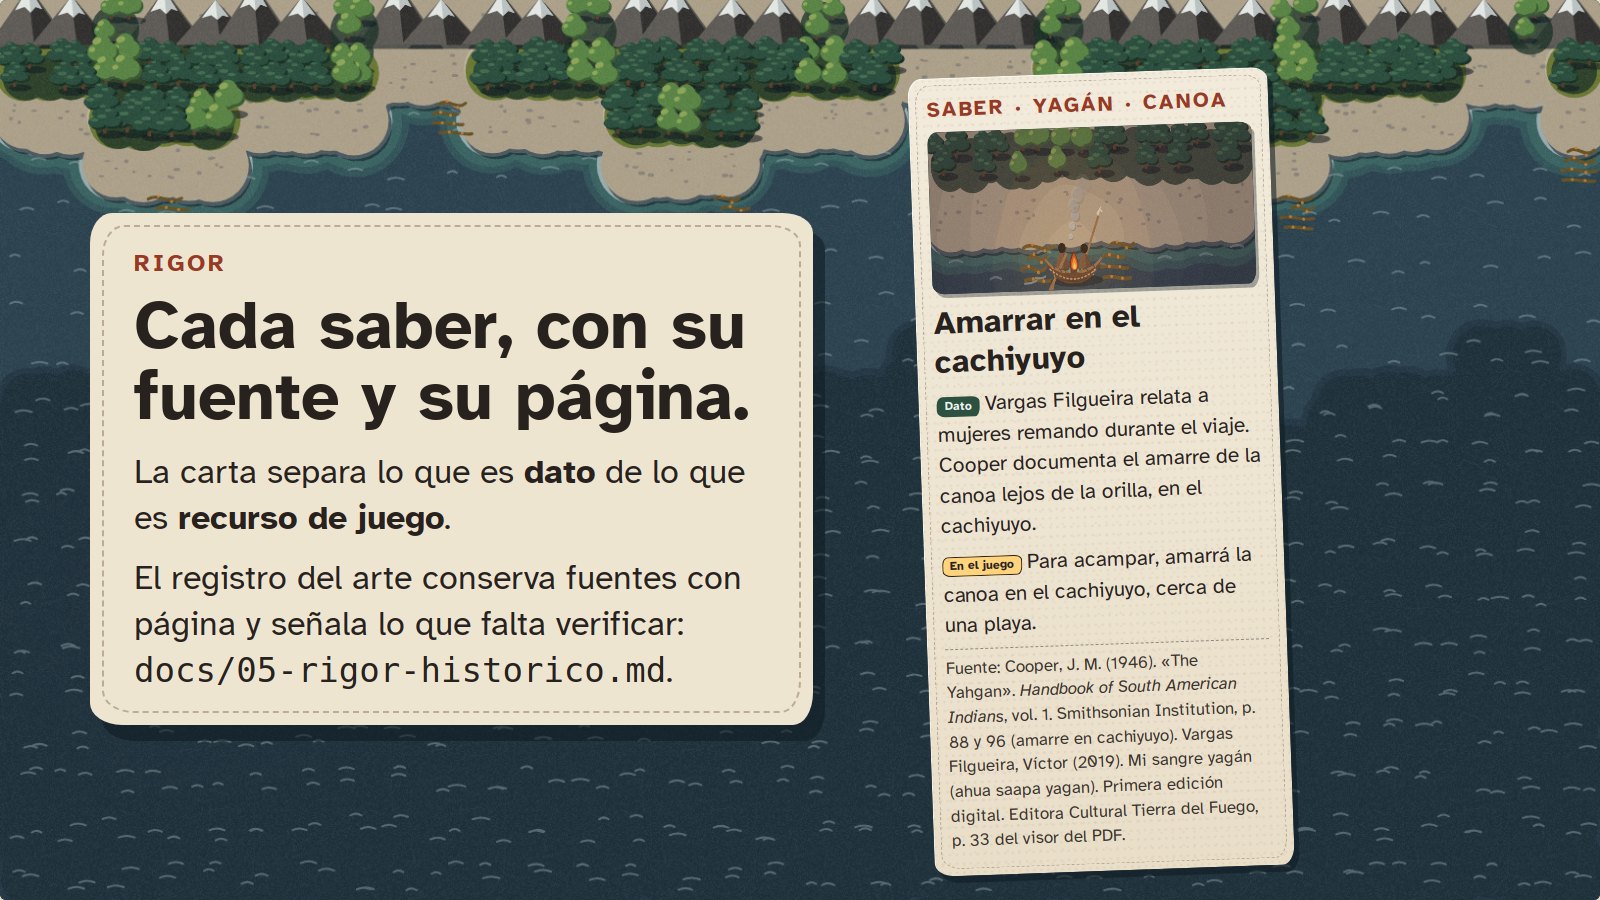 RIGOR
Cada saber, con su
fuente y su página.
La carta separa lo que es dato de lo que
es recurso de juego.
El registro del arte conserva fuentes con
página y señala lo que falta verificar:
docs/05-rigor-historico.md.
SABER · YAGÁN · CANOA
Amarrar en el
cachiyuyo
Dato Vargas Filgueira relata a
mujeres remando durante el viaje.
Cooper documenta el amarre de la
canoa lejos de la orilla, en el
cachiyuyo.
En el juego Para acampar, amarrá la
canoa en el cachiyuyo, cerca de
una playa.
Fuente: Cooper, J. M. (1946). «The
Yahgan». Handbook of South American
Indians, vol. 1. Smithsonian Institution, p.
88 y 96 (amarre en cachiyuyo). Vargas
Filgueira, Víctor (2019). Mi sangre yagán
(ahua saapa yagan). Primera edición
digital. Editora Cultural Tierra del Fuego,
p. 33 del visor del PDF.